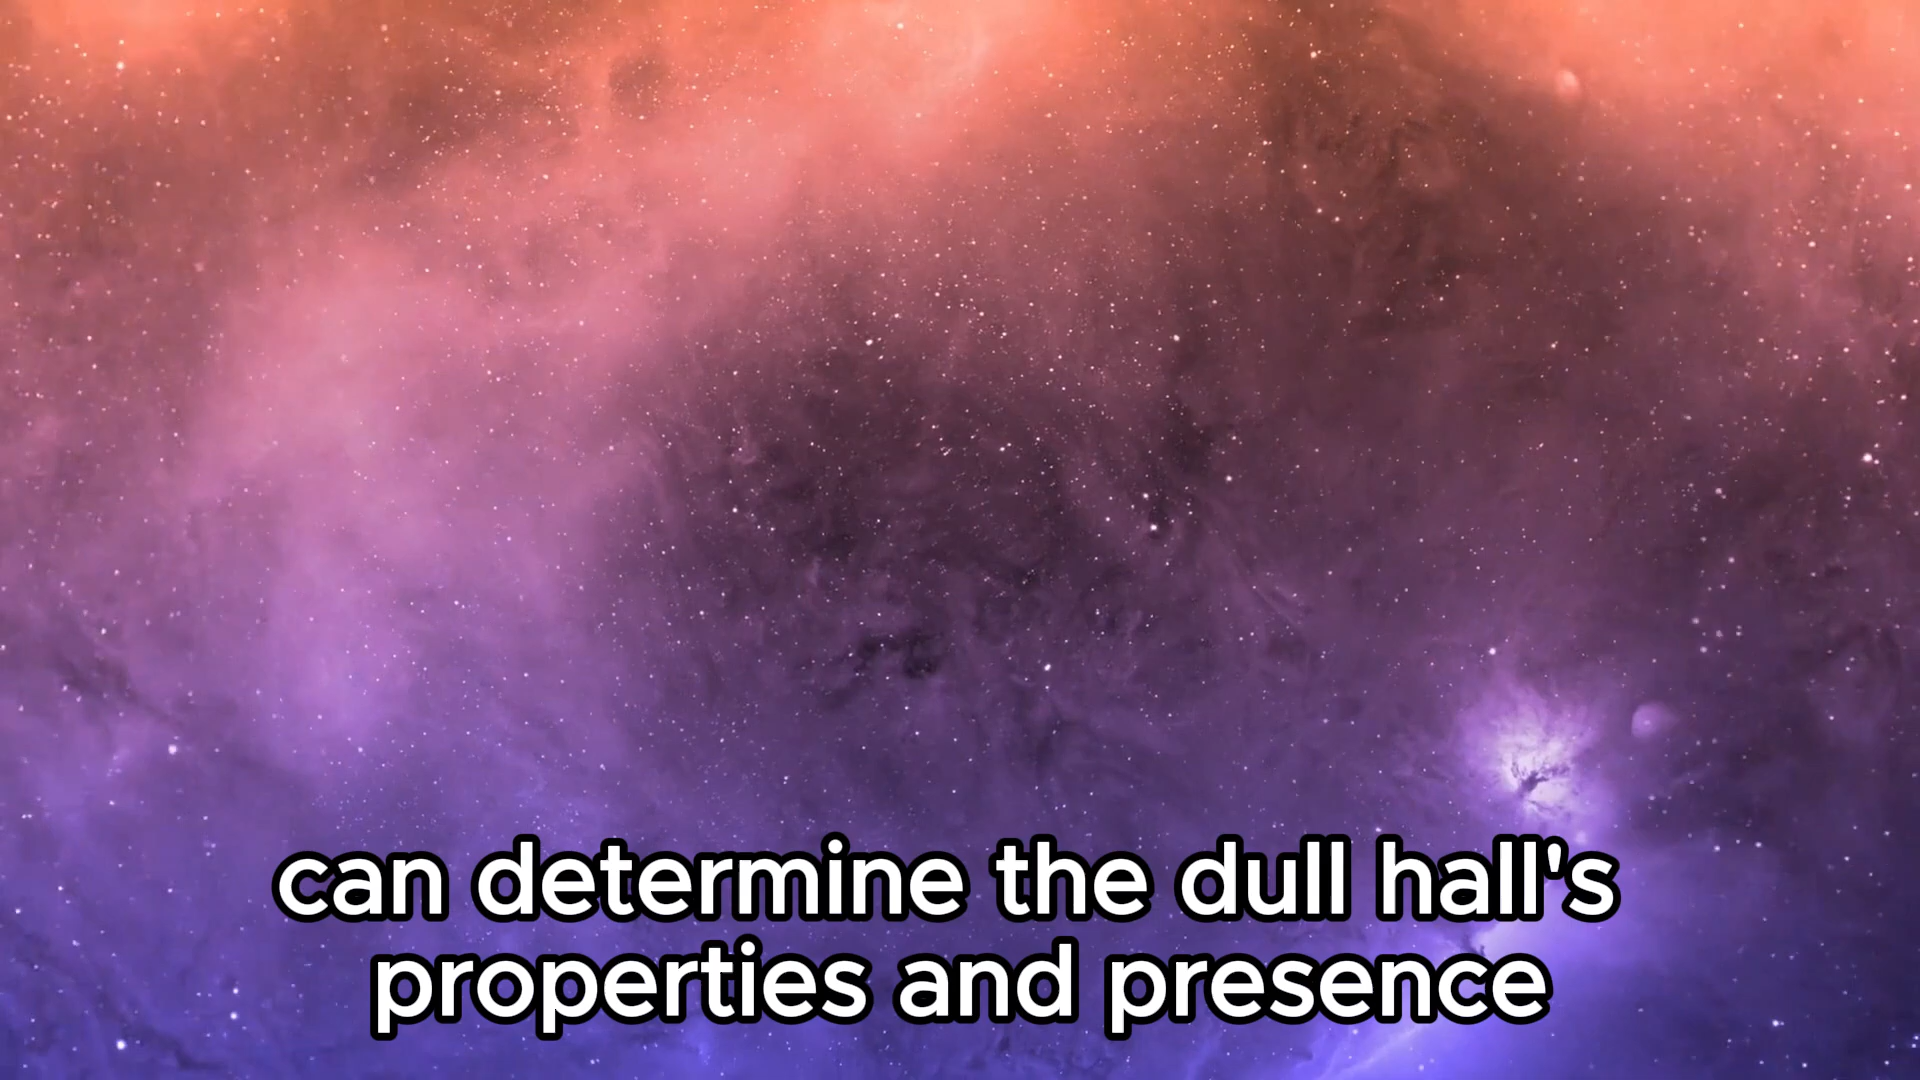 can determine the dull hall's
properties and presence